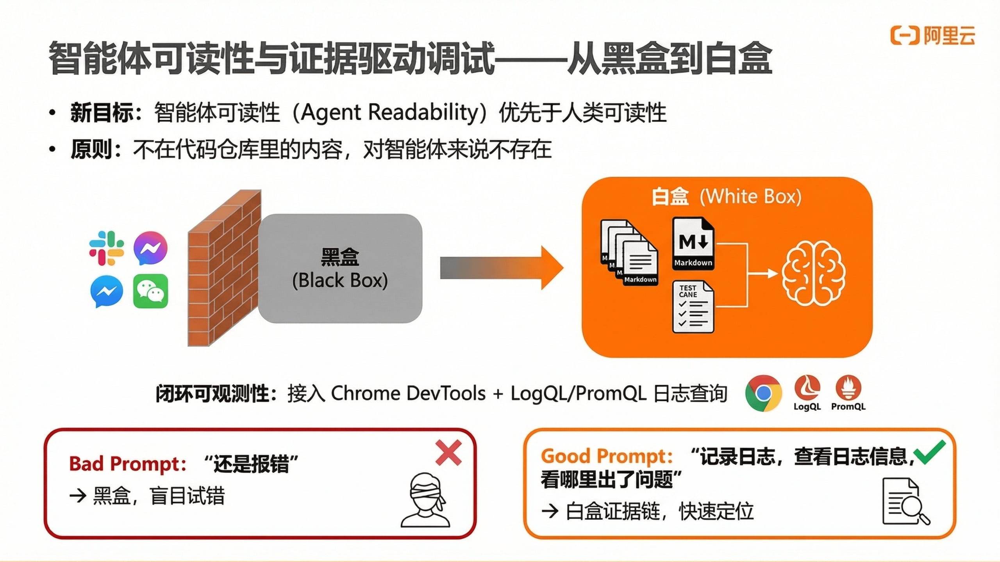 阿里云
智能体可读性与证据驱动调试——从黑盒到白盒
• 新目标：智能体可读性（Agent Readability）优先于人类可读性
• 原则：不在代码仓库里的内容，对智能体来说不存在
黑盒
(Black Box)
白盒 (White Box)
M
M
M
Markdown
M
Markdown
TEST
CANE
闭环可观测性：接入 Chrome DevTools + LogQL/PromQL 日志查询
LogQL
PromQL
Bad Prompt： “还是报错”
→ 黑盒，盲目试错
Good Prompt： “记录日志，查看日志信息，
看哪里出了问题”
→ 白盒证据链，快速定位